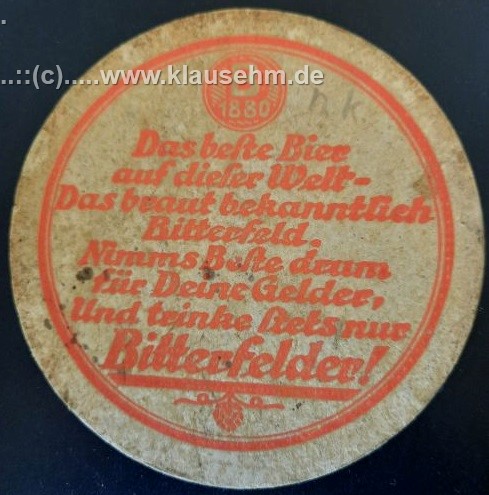 ..::(c).....www.klausehm.de
B
1880
n.k.
Das beste Bier
auf dieser Welt-
Das braut bekanntlich
Bitterfeld.
Nimms Beste drum
für Deine Gelder,
Und trinke stets nur
Bitterfelder!